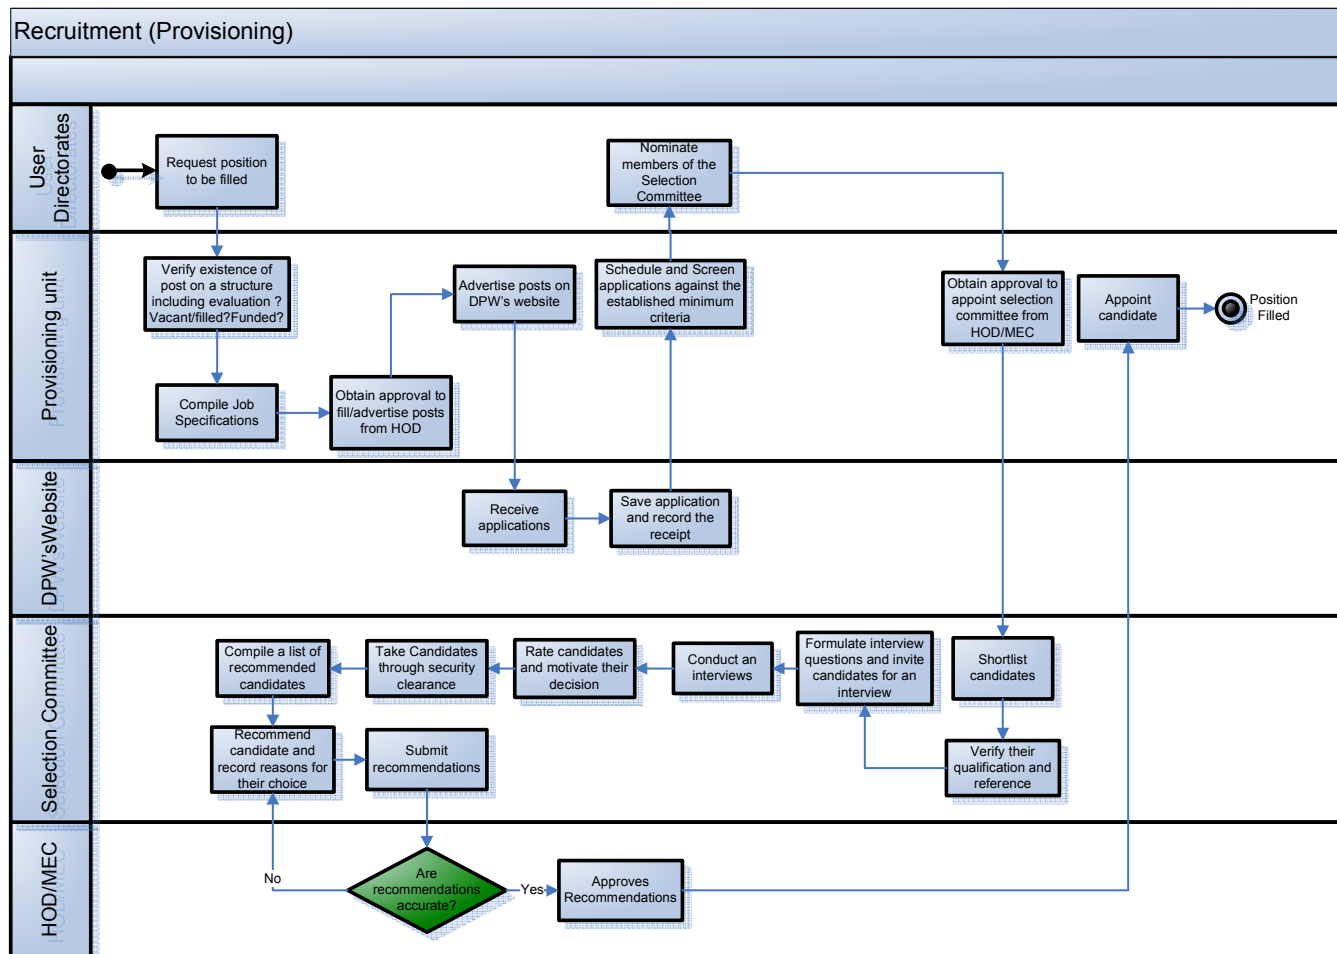 Recruitment (Provisioning)
User
Directorates
Request position
to be filled
Nominate
members of the
Selection
Committee
Provisioning unit
Verify existence of
post on a structure
including evaluation ?
Vacant/filled?Funded?
Advertise posts on
DPW's website
Schedule and Screen
applications against the
established minimum
criteria
Obtain approval to
appoint selection
committee from
HOD/MEC
Appoint
candidate
Position
Filled
Compile Job
Specifications
Obtain approval to
fill/advertise posts
from HOD
DPW'sWebsite
Receive
applications
Save application
and record the
receipt
Selection Committee
Compile a list of
recommended
candidates
Take Candidates
through security
clearance
Rate candidates
and motivate their
decision
Conduct an
interviews
Formulate interview
questions and invite
candidates for an
interview
Shortlist
candidates
Recommend
candidate and
record reasons for
their choice
Submit
recommendations
Verify their
qualification and
reference
HOD/MEC
No
Are
recommendations
accurate?
Yes
Approves
Recommendations